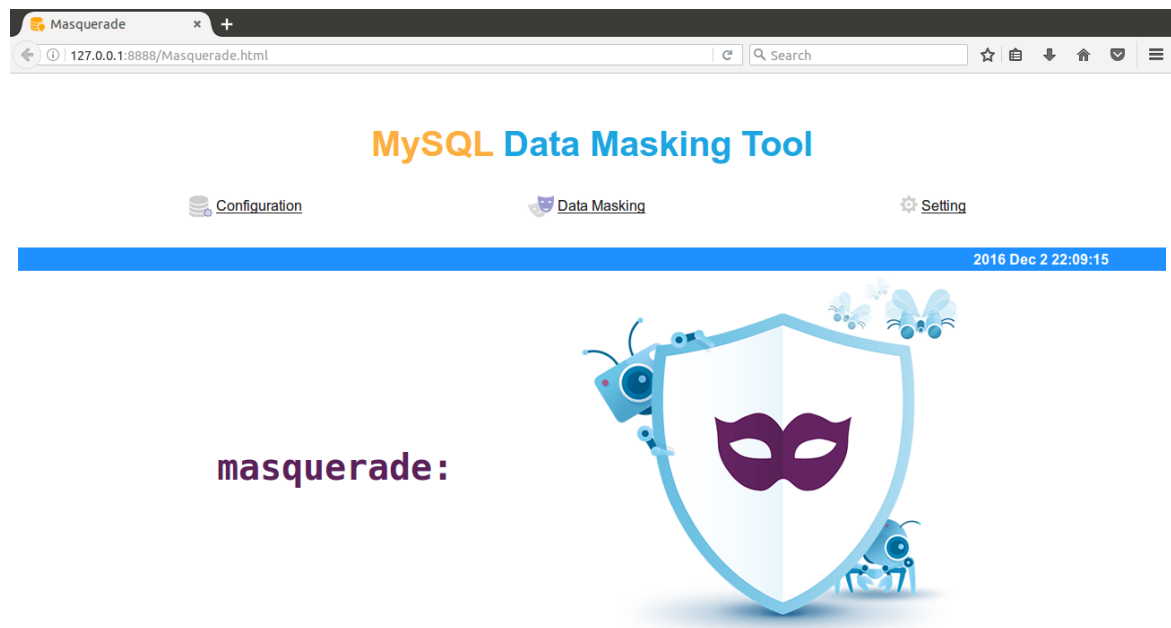 Masquerade
127.0.0.1:8888/Masquerade.html
Search
MySQL Data Masking Tool
Configuration
Data Masking
Setting
2016 Dec 2 22:09:15
masquerade: